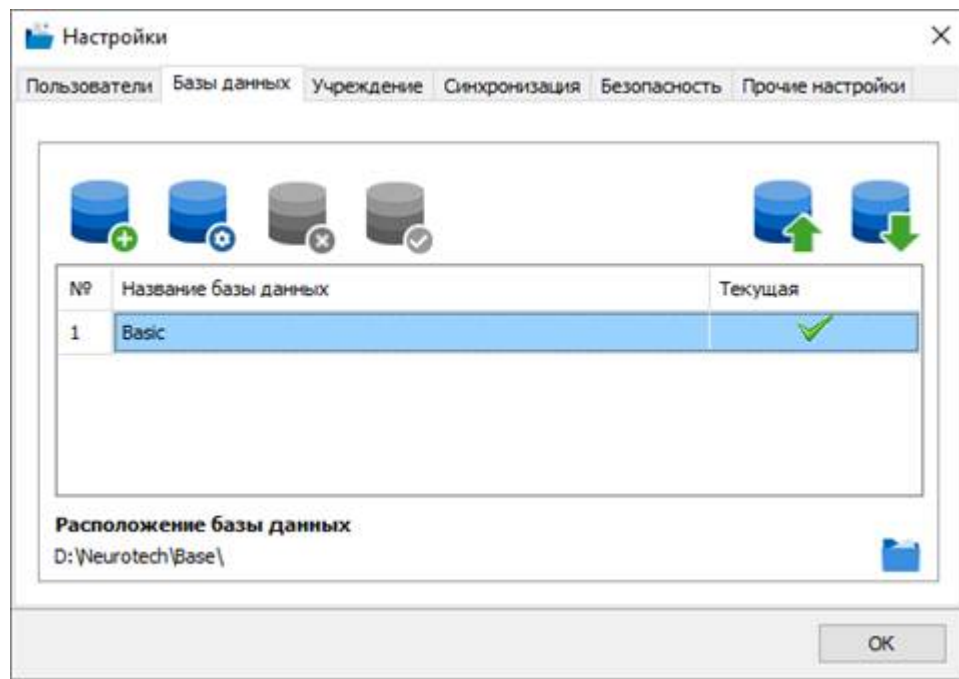 Настройки
Пользователи Базы данных Учреждение Синхронизация Безопасность Прочие настройки
№ Название базы данных Текущая
1 Basic
Расположение базы данных
D:\Neurotech\Base\
OK